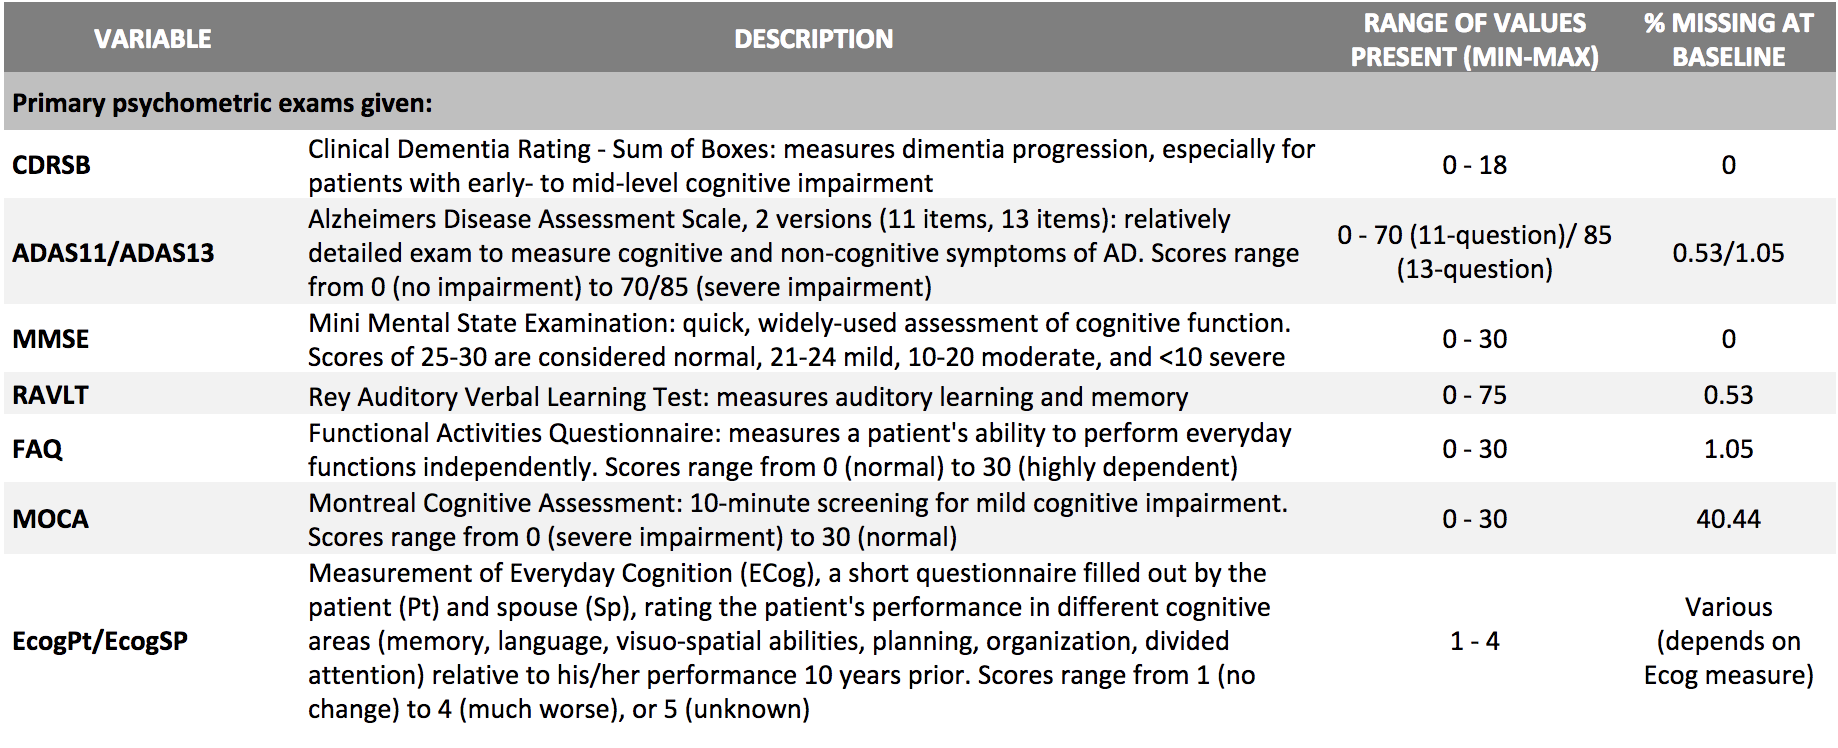 VARIABLE DESCRIPTION RANGE OF VALUES PRESENT (MIN-MAX) % MISSING AT BASELINE
Primary psychometric exams given:
CDRSB
Clinical Dementia Rating - Sum of Boxes: measures dimentia progression, especially for
patients with early- to mid-level cognitive impairment
0 - 18
0
ADAS11/ADAS13
Alzheimers Disease Assessment Scale, 2 versions (11 items, 13 items): relatively
detailed exam to measure cognitive and non-cognitive symptoms of AD. Scores range
from 0 (no impairment) to 70/85 (severe impairment)
0 - 70 (11-question)/ 85
(13-question)
0.53/1.05
MMSE
Mini Mental State Examination: quick, widely-used assessment of cognitive function.
Scores of 25-30 are considered normal, 21-24 mild, 10-20 moderate, and <10 severe
0 - 30
0
RAVLT
Rey Auditory Verbal Learning Test: measures auditory learning and memory
0 - 75
0.53
FAQ
Functional Activities Questionnaire: measures a patient's ability to perform everyday
functions independently. Scores range from 0 (normal) to 30 (highly dependent)
0 - 30
1.05
MOCA
Montreal Cognitive Assessment: 10-minute screening for mild cognitive impairment.
Scores range from 0 (severe impairment) to 30 (normal)
0 - 30
40.44
EcogPt/EcogSP
Measurement of Everyday Cognition (ECog), a short questionnaire filled out by the
patient (Pt) and spouse (Sp), rating the patient's performance in different cognitive
areas (memory, language, visuo-spatial abilities, planning, organization, divided
attention) relative to his/her performance 10 years prior. Scores range from 1 (no
change) to 4 (much worse), or 5 (unknown)
1 - 4
Various
(depends on
Ecog measure)